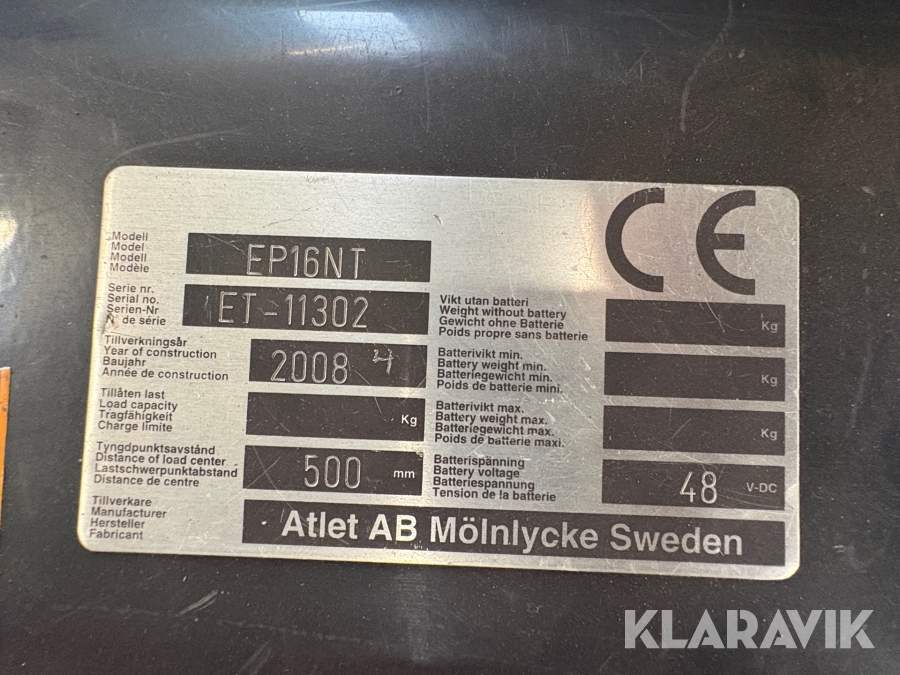 Modell
Model
Modell
Modèle
EP16NT
Serie nr.
Serial no.
Serien-Nr
N° de série
ET-11302
Tillverkningsår
Year of construction
Baujahr
Année de construction
2008
Tillåten last
Load capacity
Tragfähigkeit
Charge limite
Kg
Tyngdpunktsavstånd
Distance of load center
Lastschwerpunktabstand
Distance de centre
500 mm
CE
Vikt utan batteri
Weight without battery
Gewicht ohne Batterie
Poids propre sans batterie
Kg
Batterivikt min.
Battery weight min.
Batteriegewicht min.
Poids de batterie mini.
Kg
Batterivikt max.
Battery weight max.
Batteriegewicht max.
Poids de batterie maxi.
Kg
Batterispänning
Battery voltage
Batteriespannung
Tension de la batterie
48 V-DC
Tillverkare
Manufacturer
Hersteller
Fabricant
Atlet AB Mölnlycke Sweden
KLARAVIK